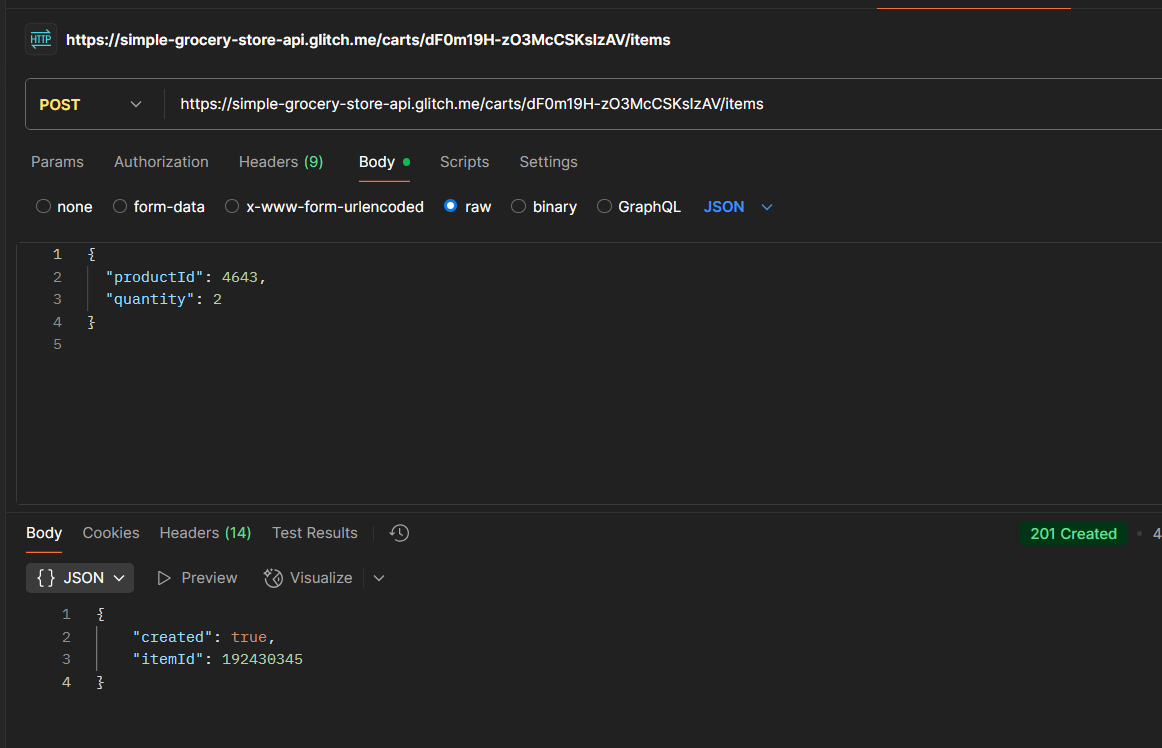 HTTP https://simple-grocery-store-api.glitch.me/carts/dF0m19H-zO3McCSKsIzAV/items
POST https://simple-grocery-store-api.glitch.me/carts/dF0m19H-zO3McCSKsIzAV/items
Params Authorization Headers (9) Body Scripts Settings
none form-data x-www-form-urlencoded raw binary GraphQL JSON
1 {
2 "productId": 4643,
3 "quantity": 2
4 }
5
Body Cookies Headers (14) Test Results 201 Created 4
{} JSON Preview Visualize
1 {
2 "created": true,
3 "itemId": 192430345
4 }